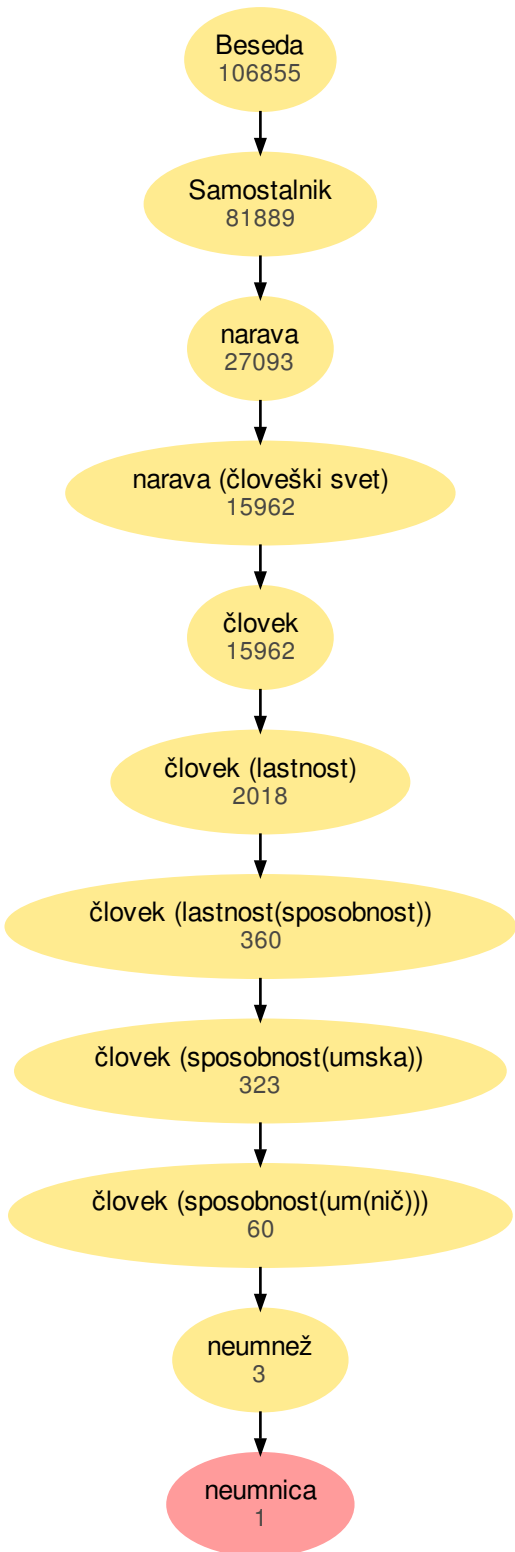 Beseda
106855
Samostalnik
81889
narava
27093
narava (človeški svet)
15962
človek
15962
človek (lastnost)
2018
človek (lastnost(sposobnost))
360
človek (sposobnost(umska))
323
človek (sposobnost(um(nič)))
60
neumnež
3
neumnica
1